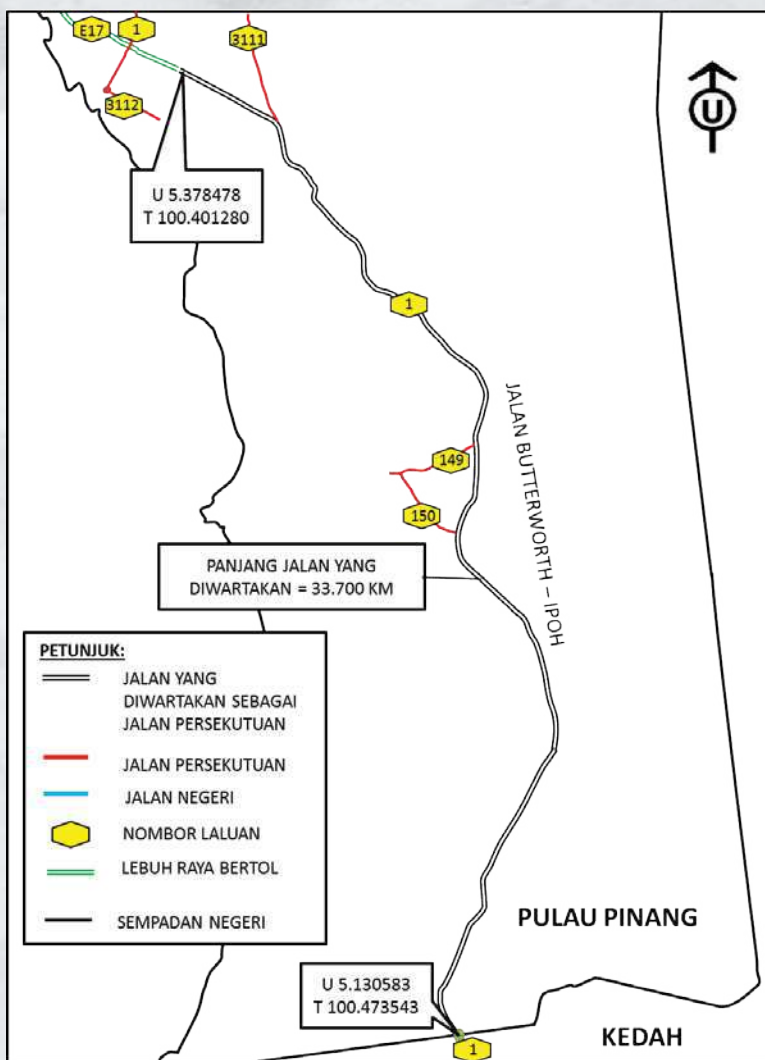 E17
1
3111
3112
U
U 5.378478
T 100.401280
1
JALAN BUTTERWORTH – IPOH
149
150
PANJANG JALAN YANG
DIWARTAKAN = 33.700 KM
PETUNJUK:
JALAN YANG
DIWARTAKAN SEBAGAI
JALAN PERSEKUTUAN
JALAN PERSEKUTUAN
JALAN NEGERI
NOMBOR LALUAN
LEBUH RAYA BERTOL
SEMPADAN NEGERI
PULAU PINANG
U 5.130583
T 100.473543
KEDAH
1